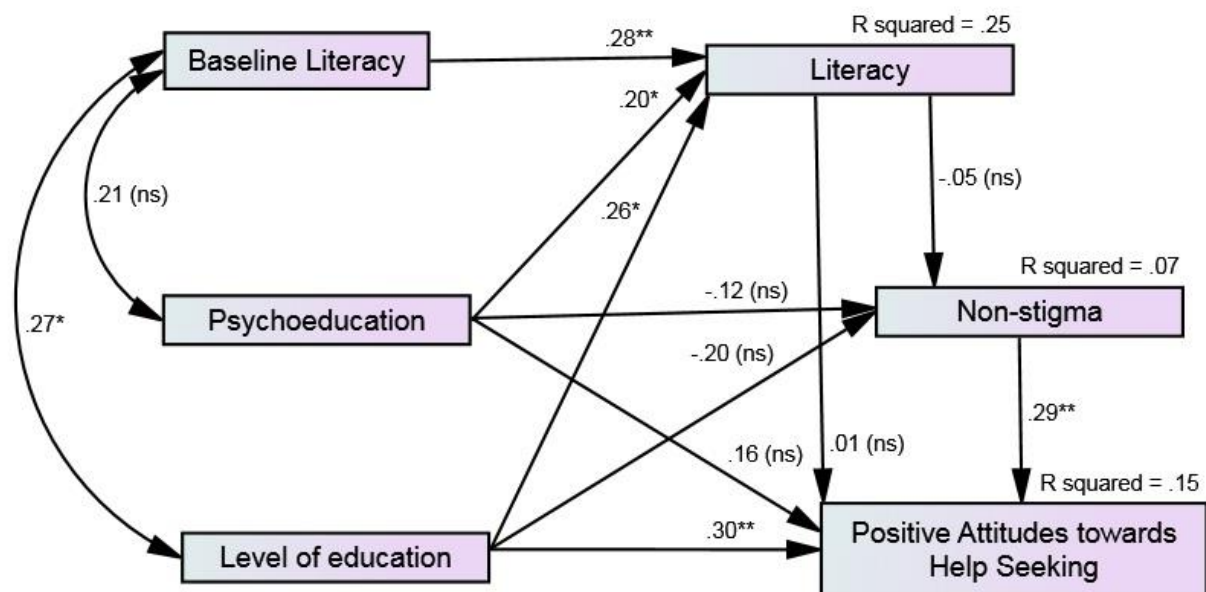 R squared = .25
Baseline Literacy
.28**
Literacy
.20*
.21 (ns)
-.05 (ns)
.26*
R squared = .07
Psychoeducation
-.12 (ns)
Non-stigma
.27*
-.20 (ns)
.29**
.16 (ns)
.01 (ns)
R squared = .15
Level of education
.30**
Positive Attitudes towards
Help Seeking